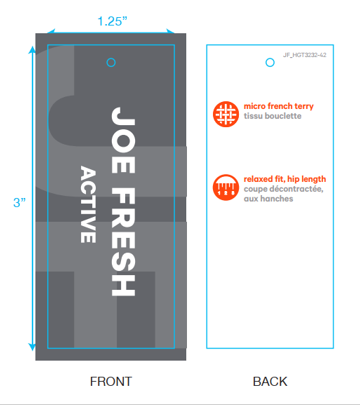 1.25”
3”
JOE FRESH
ACTIVE
JF_HGT3232-42
micro french terry
tissu bouclette
relaxed fit, hip length
coupe décontractée,
aux hanches
FRONT
BACK